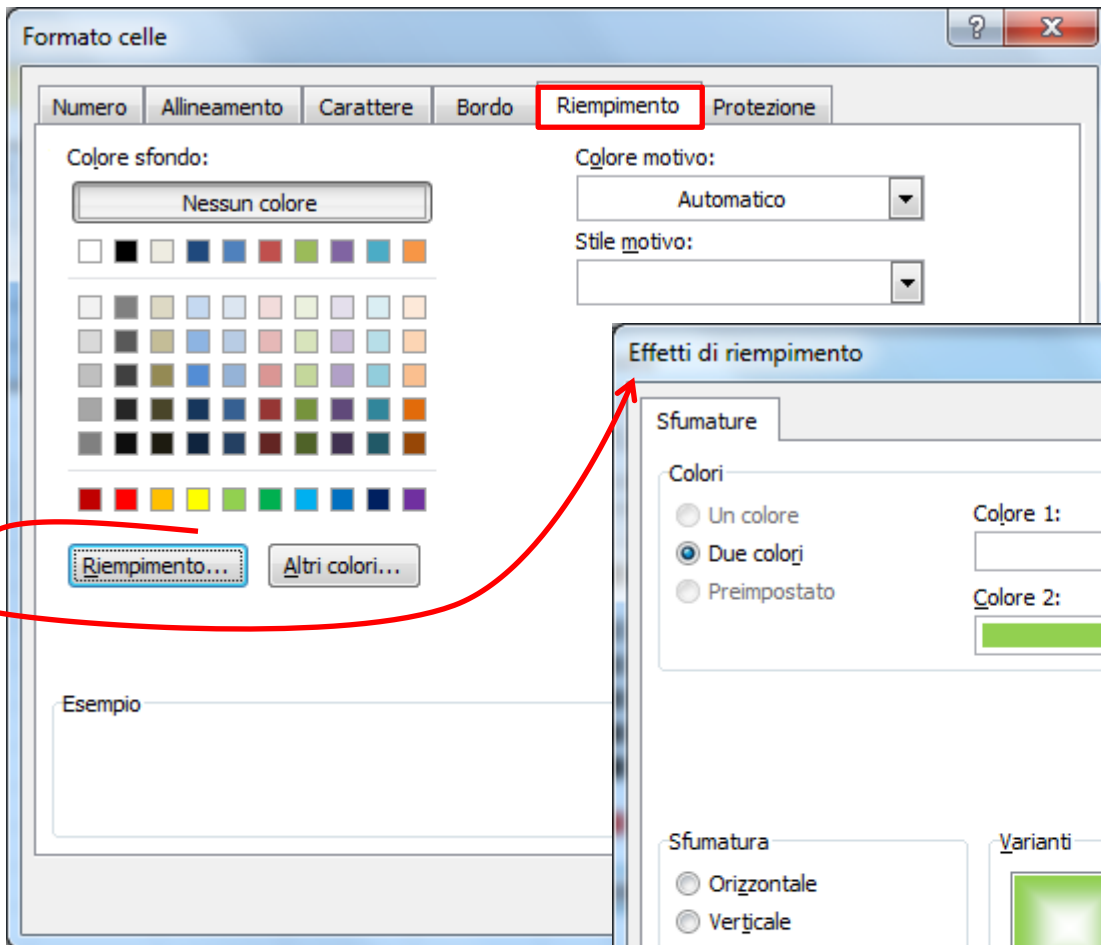 Formato celle
Numero Allineamento Carattere Bordo Riempimento Protezione
Colore sfondo:
Nessun colore
Colore motivo:
Automatico
Stile motivo:
Riempimento... Altri colori...
Esempio
Effetti di riempimento
Sfumature
Colori
Un colore
Due colori
Preimpostato
Colore 1:
Colore 2:
Sfumatura
Orizzontale
Verticale
Varianti